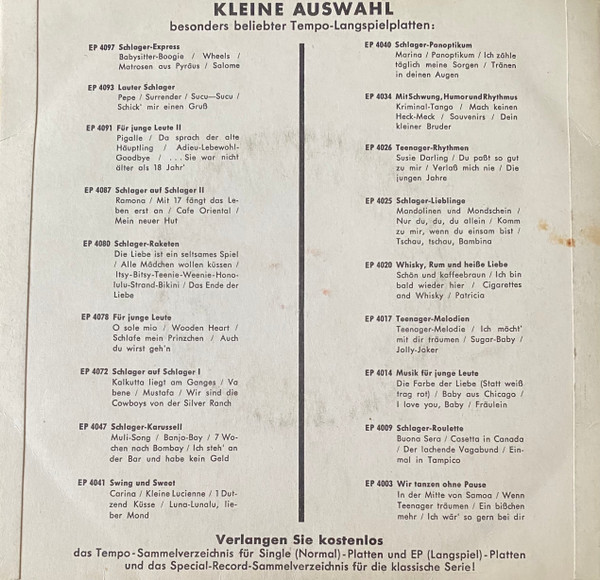 KLEINE AUSWAHL
besonders beliebter Tempo-Langspielplatten:
EP 4097 Schlager-Express
Babysitter-Boogie / Wheels /
Matrosen aus Pyräus / Salome
EP 4093 Lauter Schlager
Pepe / Surrender / Sucu—Sucu /
Schick' mir einen Gruß
EP 4091 Für junge Leute II
Pigalle / Da sprach der alte
Häuptling / Adieu-Lebewohl-
Goodbye / . . . Sie war nicht
älter als 18 Jahr'
EP 4087 Schlager auf Schlager II
Ramona / Mit 17 fängt das Le-
ben erst an / Cafe Oriental /
Mein neuer Hut
EP 4080 Schlager-Raketen
Die Liebe ist ein seltsames Spiel
/ Alle Mädchen wollen küssen /
Itsy-Bitsy-Teenie-Weenie-Hono-
lulu-Strand-Bikini / Das Ende der
Liebe
EP 4078 Für junge Leute
O sole mio / Wooden Heart /
Schlafe mein Prinzchen / Auch
du wirst geh'n
EP 4072 Schlager auf Schlager I
Kalkutta liegt am Ganges / Va
bene / Mustafa / Wir sind die
Cowboys von der Silver Ranch
EP 4047 Schlager-Karussell
Muli-Song / Banjo-Boy / 7 Wo-
chen nach Bombay / Ich steh' an
der Bar und habe kein Geld
EP 4041 Swing und Sweet
Carina / Kleine Lucienne / 1 Dut-
zend Küsse / Luna-Lunalu, lie-
ber Mond
EP 4040 Schlager-Panoptikum
Marina / Panoptikum / Ich zähle
täglich meine Sorgen / Tränen
in deinen Augen
EP 4034 Mit Schwung, Humor und Rhythmus
Kriminal-Tango / Mach keinen
Heck-Meck / Souvenirs / Dein
kleiner Bruder
EP 4026 Teenager-Rhythmen
Susie Darling / Du paßt so gut
zu mir / Verlaß mich nie / Die
jungen Jahre
EP 4025 Schlager-Lieblinge
Mandolinen und Mondschein /
Nur du, du, du allein / Komm
zu mir, wenn du einsam bist /
Tschau, tschau, Bambina
EP 4020 Whisky, Rum und heiße Liebe
Schön und kaffeebraun / Ich bin
bald wieder hier / Cigarettes
and Whisky / Patricia
EP 4017 Teenager-Melodien
Teenager-Melodie / Ich möcht'
mit dir träumen / Sugar-Baby /
Jolly-Joker
EP 4014 Musik für junge Leute
Die Farbe der Liebe (Statt weiß
trag rot) / Baby aus Chicago /
I love you, Baby / Fräulein
EP 4009 Schlager-Roulette
Buona Sera / Casetta in Canada
/ Der lachende Vagabund / Ein-
mal in Tampico
EP 4003 Wir tanzen ohne Pause
In der Mitte von Samoa / Wenn
Teenager träumen / Ein bißchen
mehr / Ich wär' so gern bei dir
Verlangen Sie kostenlos
das Tempo-Sammelverzeichnis für Single (Normal)-Platten und EP (Langspiel)-Platten
und das Special-Record-Sammelverzeichnis für die klassische Serie!